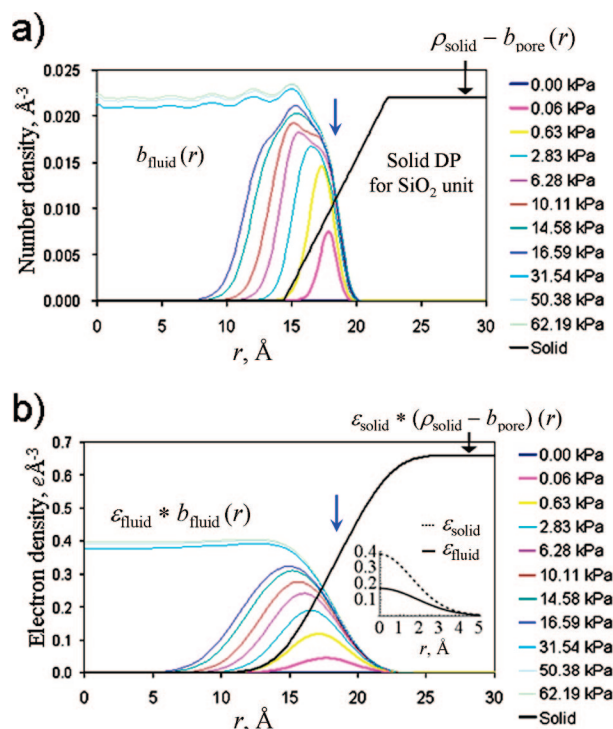 a)
ρsolid – bpore (r)
Number density, Å-3
0.025
0.020
0.015
0.010
0.005
0.000
bfluid (r)
Solid DP
for SiO2 unit
0 5 10 15 20 25 30
r, Å
0.00 kPa
0.06 kPa
0.63 kPa
2.83 kPa
6.28 kPa
10.11 kPa
14.58 kPa
16.59 kPa
31.54 kPa
50.38 kPa
62.19 kPa
Solid
b)
εsolid * (ρsolid – bpore) (r)
Electron density, eÅ-3
0.7
0.6
0.5
0.4
0.3
0.2
0.1
0.0
εfluid * bfluid (r)
εsolid
εfluid
0.4
0.3
0.2
0.1
0 1 2 3 4 5
r, Å
0 5 10 15 20 25 30
r, Å
0.00 kPa
0.06 kPa
0.63 kPa
2.83 kPa
6.28 kPa
10.11 kPa
14.58 kPa
16.59 kPa
31.54 kPa
50.38 kPa
62.19 kPa
Solid